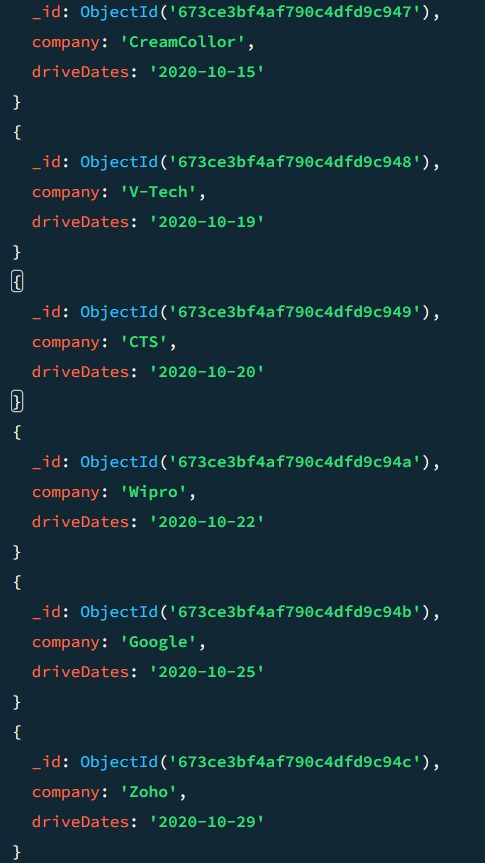 _id: ObjectId('673ce3bf4af790c4dfd9c947'),
company: 'CreamCollor',
driveDates: '2020-10-15'
}
{
_id: ObjectId('673ce3bf4af790c4dfd9c948'),
company: 'V-Tech',
driveDates: '2020-10-19'
}
{
_id: ObjectId('673ce3bf4af790c4dfd9c949'),
company: 'CTS',
driveDates: '2020-10-20'
}
{
_id: ObjectId('673ce3bf4af790c4dfd9c94a'),
company: 'Wipro',
driveDates: '2020-10-22'
}
{
_id: ObjectId('673ce3bf4af790c4dfd9c94b'),
company: 'Google',
driveDates: '2020-10-25'
}
{
_id: ObjectId('673ce3bf4af790c4dfd9c94c'),
company: 'Zoho',
driveDates: '2020-10-29'
}